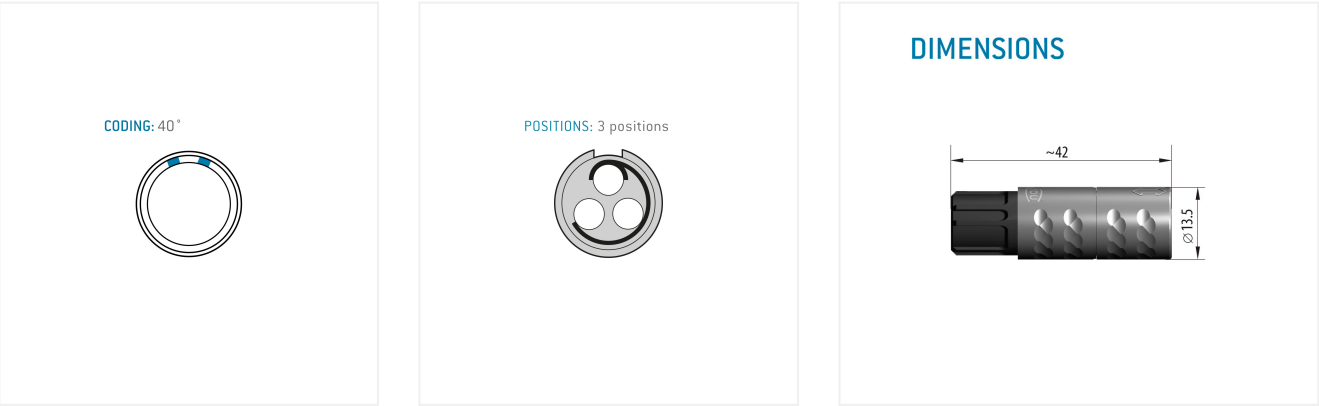 CODING: 40°
POSITIONS: 3 positions
DIMENSIONS
~42
⌀13.5